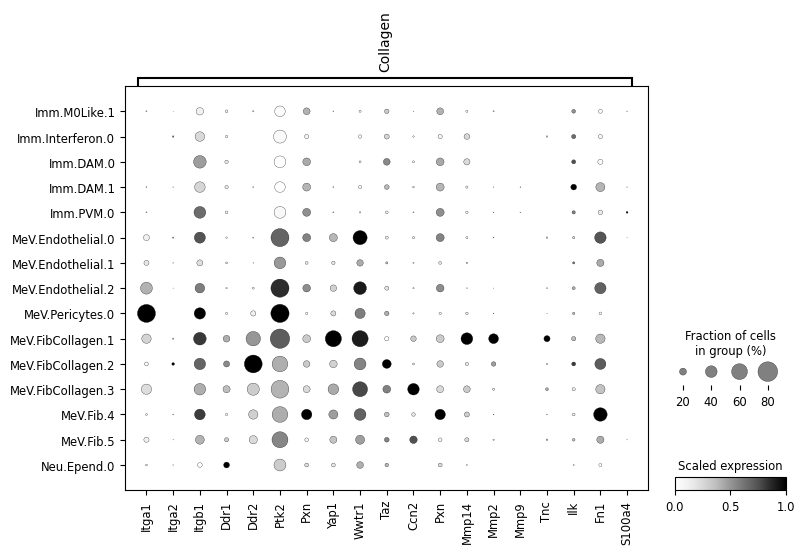 Collagen
Imm.M0Like.1
Imm.Interferon.0
Imm.DAM.0
Imm.DAM.1
Imm.PVM.0
MeV.Endothelial.0
MeV.Endothelial.1
MeV.Endothelial.2
MeV.Pericytes.0
MeV.FibCollagen.1
MeV.FibCollagen.2
MeV.FibCollagen.3
MeV.Fib.4
MeV.Fib.5
Neu.Epend.0
Itga1
Itga2
Itgb1
Ddr1
Ddr2
Ptk2
Pxn
Yap1
Wwtr1
Taz
Ccn2
Pxn
Mmp14
Mmp2
Mmp9
Tnc
Ilk
Fn1
S100a4
Fraction of cells
in group (%)
20 40 60 80
Scaled expression
0.0 0.5 1.0